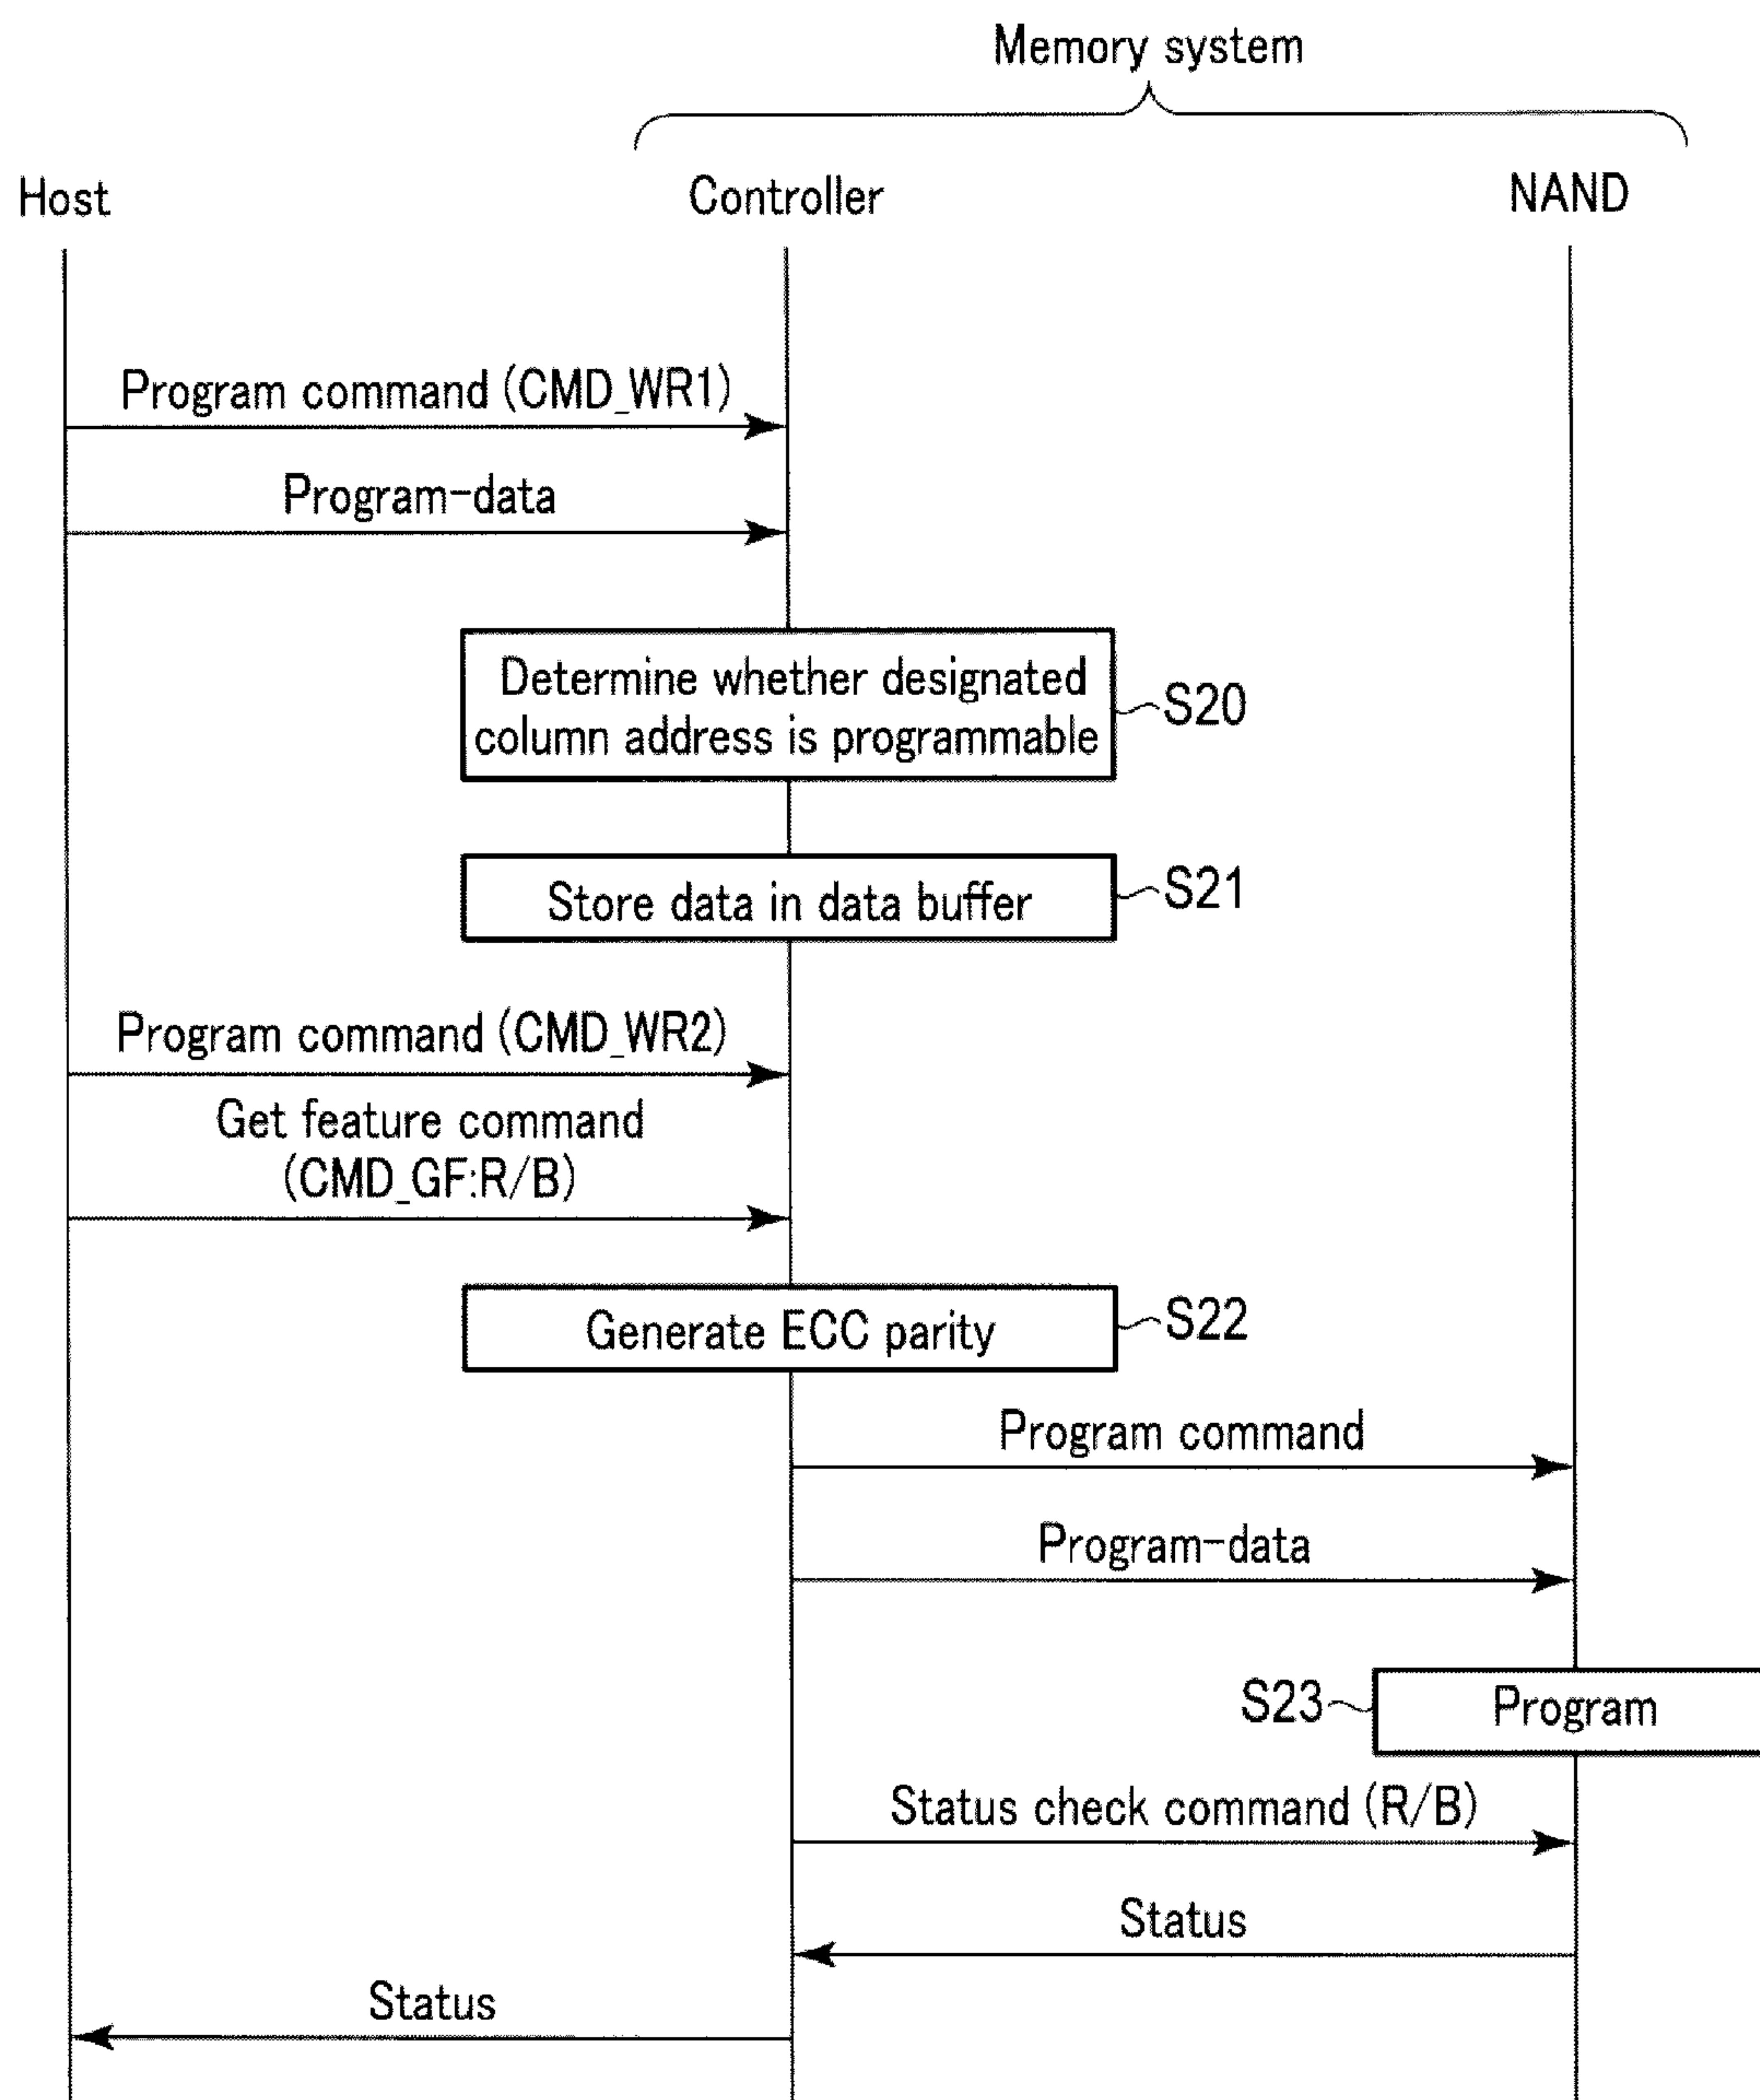 Memory system
Host
Controller
NAND
Program command (CMD_WR1)
Program-data
Determine whether designated
column address is programmable
S20
Store data in data buffer
S21
Program command (CMD_WR2)
Get feature command
(CMD_GF:R/B)
Generate ECC parity
S22
Program command
Program-data
S23
Program
Status check command (R/B)
Status
Status